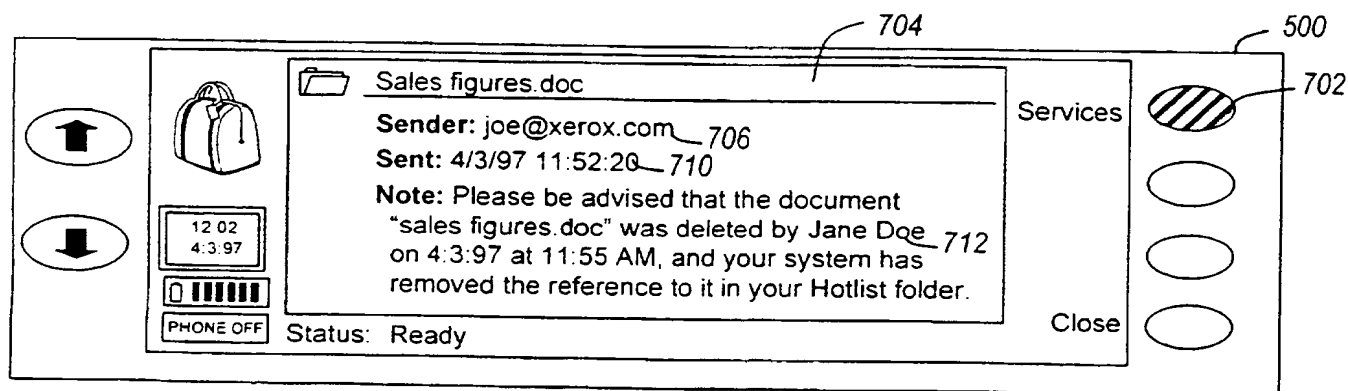 704
500
702
Sales figures.doc
Services
Sender: joe@xerox.com 706
Sent: 4/3/97 11:52:20 710
Note: Please be advised that the document
"sales figures.doc" was deleted by Jane Doe 712
on 4:3:97 at 11:55 AM, and your system has
removed the reference to it in your Hotlist folder.
12 02
4:3:97
PHONE OFF
Status: Ready
Close